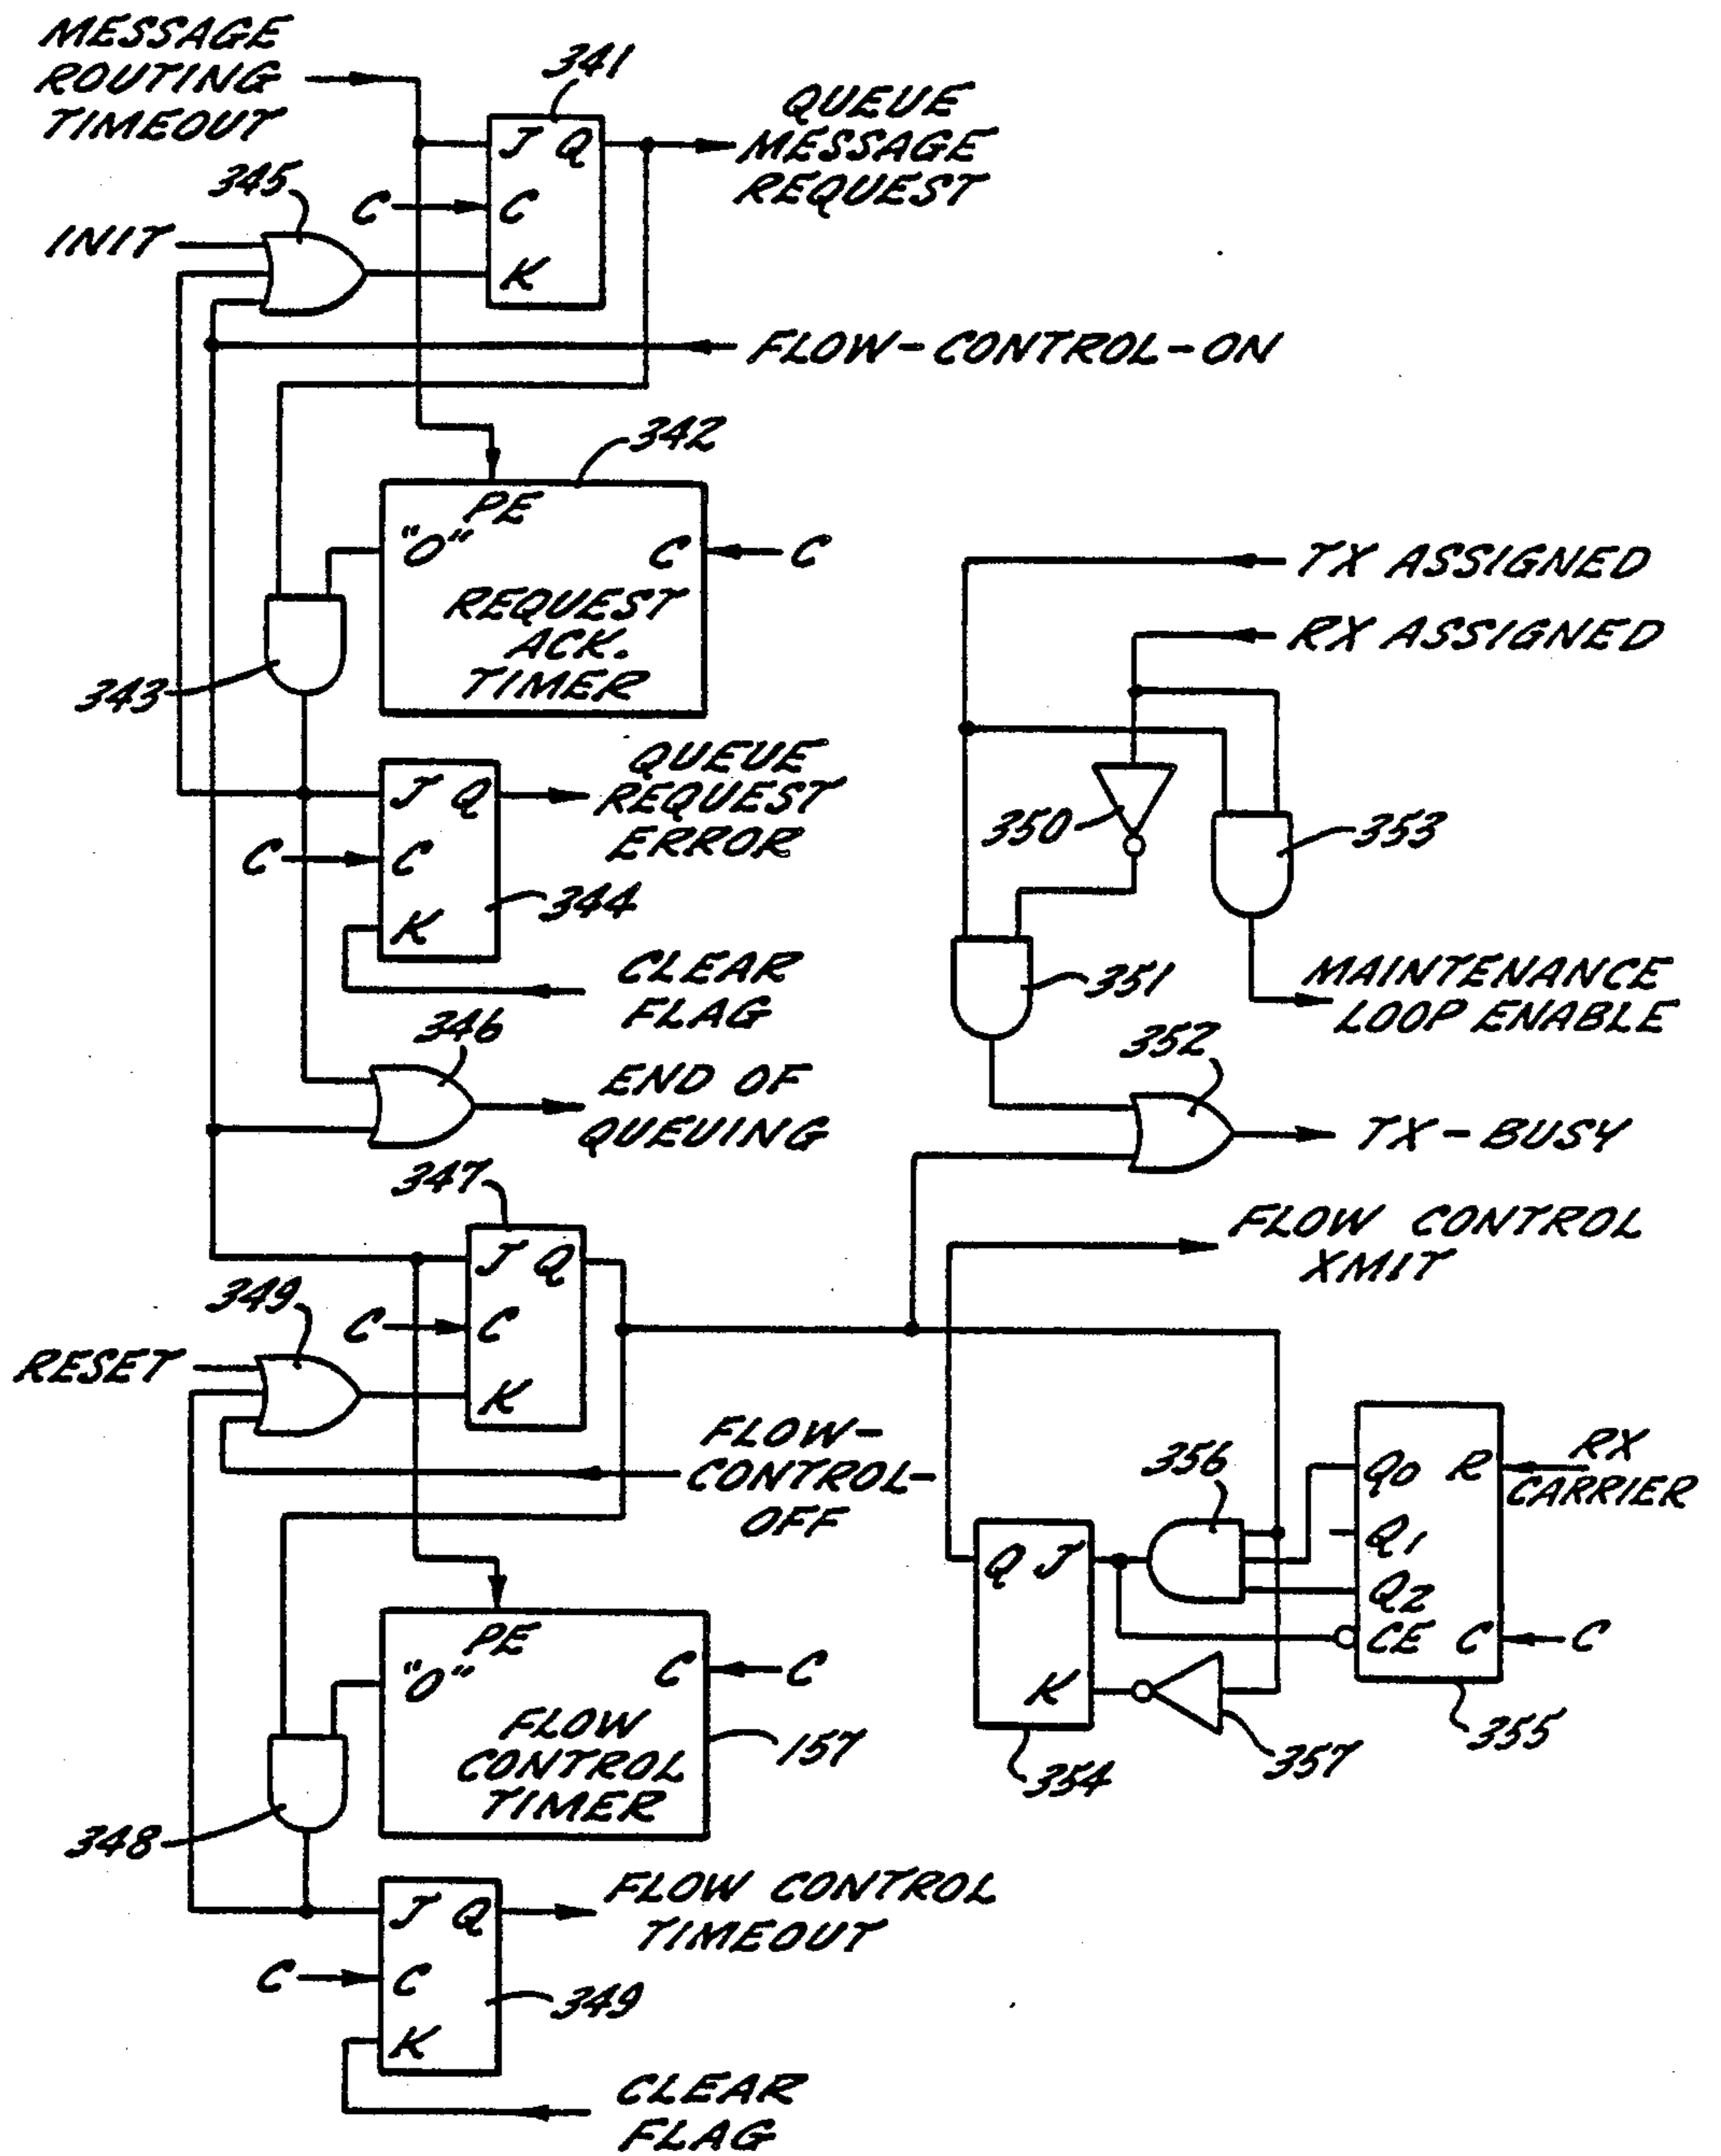 MESSAGE
ROUTING
TIMEOUT
341
J Q
C
C
K
QUEUE
MESSAGE
REQUEST
345
INIT
FLOW-CONTROL-ON
342
PE
"O"
C
C
REQUEST
ACK.
TIMER
343
J Q
C
C
K
344
QUEUE
REQUEST
ERROR
CLEAR
FLAG
346
END OF
QUEUING
347
J Q
C
C
K
349
RESET
FLOW-
CONTROL-
OFF
PE
"O"
C
C
FLOW
CONTROL
TIMER
157
348
J Q
C
C
K
349
FLOW CONTROL
TIMEOUT
CLEAR
FLAG
TX ASSIGNED
RX ASSIGNED
350
353
351
MAINTENANCE
LOOP ENABLE
352
TX-BUSY
FLOW CONTROL
XMIT
356
Q J
K
354
357
Q0 R
Q1
Q2
CE C
C
RX
CARRIER
355